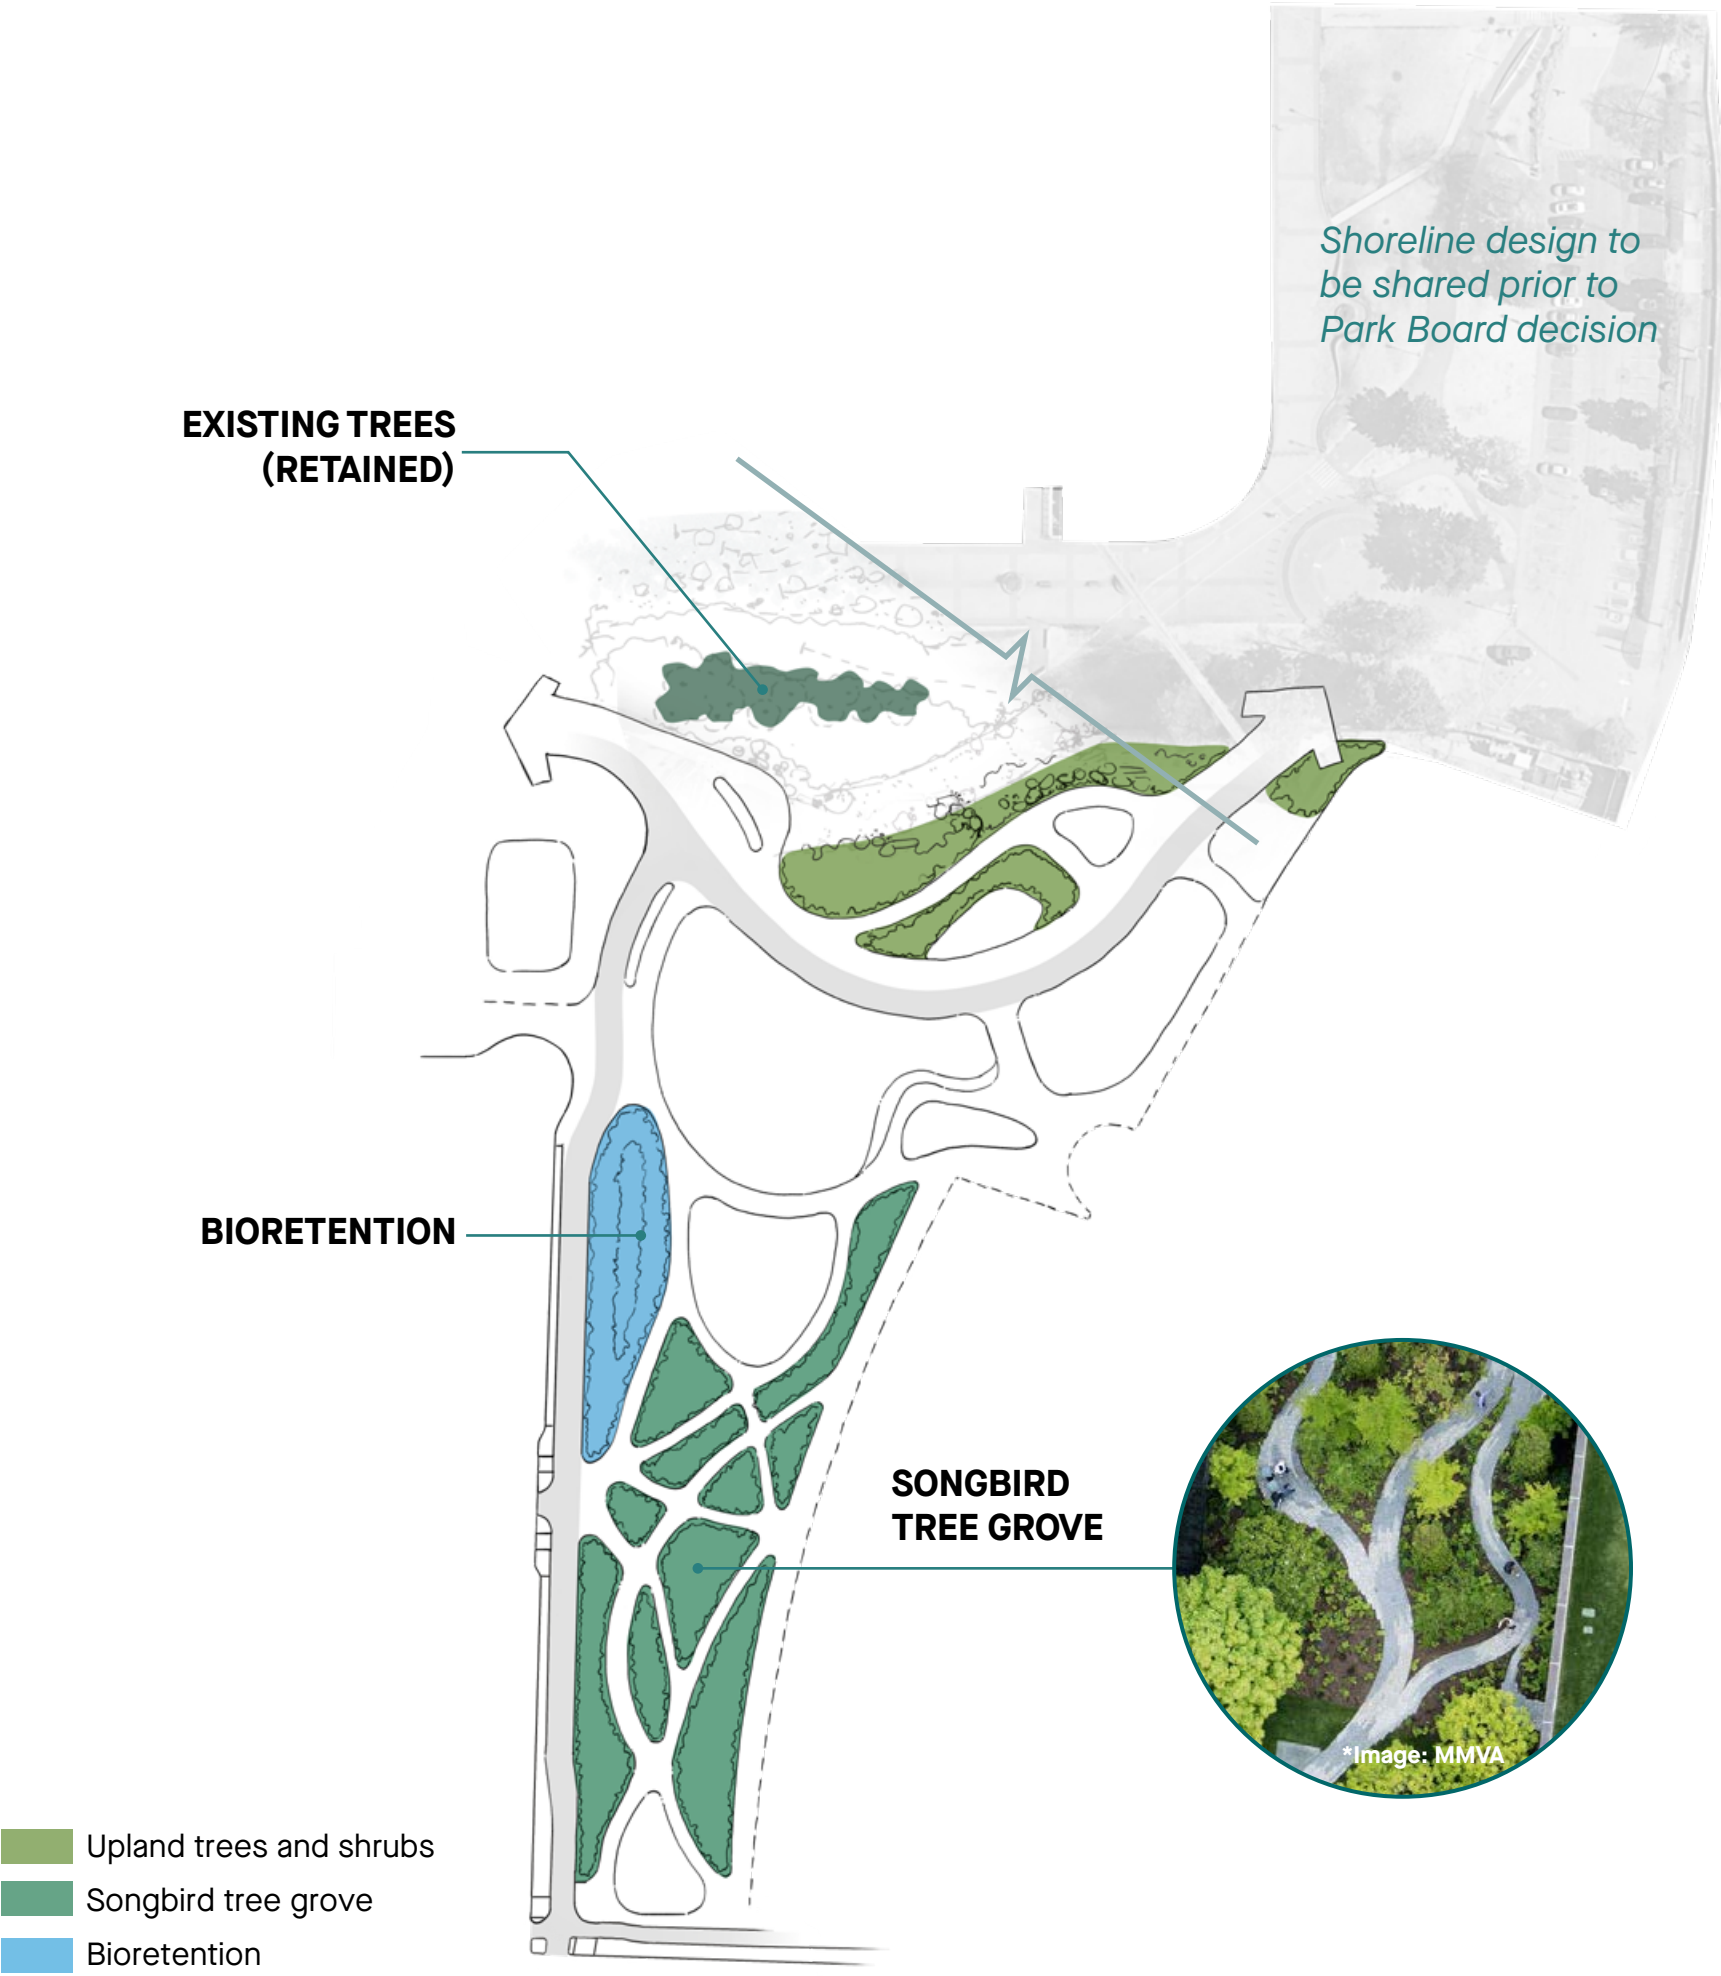 Shoreline design to
be shared prior to
Park Board decision
EXISTING TREES
(RETAINED)
BIORETENTION
SONGBIRD
TREE GROVE
*Image: MMVA
Upland trees and shrubs
Songbird tree grove
Bioretention